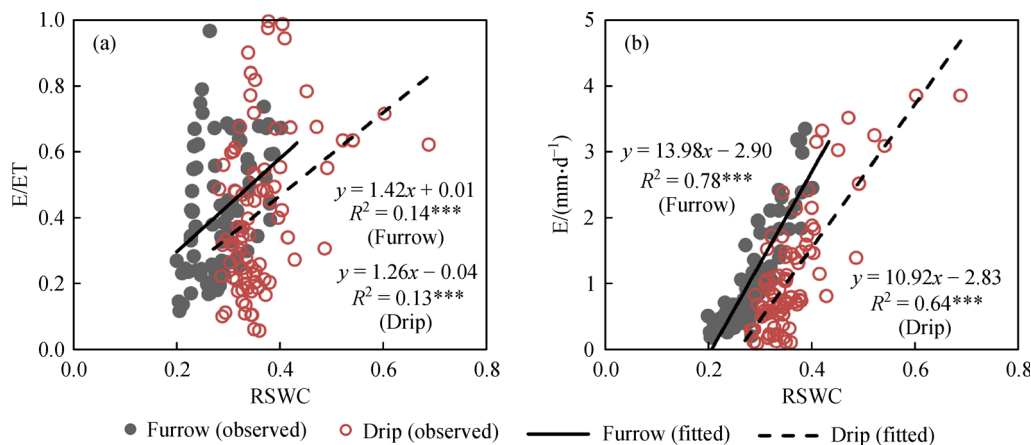 (a)
E/ET
1.0
0.8
0.6
0.4
0.2
0.0
y = 1.42x + 0.01
R² = 0.14***
(Furrow)
y = 1.26x − 0.04
R² = 0.13***
(Drip)
0.0 0.2 0.4 0.6 0.8
RSWC
(b)
E/(mm·d⁻¹)
5
4
3
2
1
0
y = 13.98x − 2.90
R² = 0.78***
(Furrow)
y = 10.92x − 2.83
R² = 0.64***
(Drip)
0.0 0.2 0.4 0.6 0.8
RSWC
Furrow (observed) Drip (observed) Furrow (fitted) Drip (fitted)